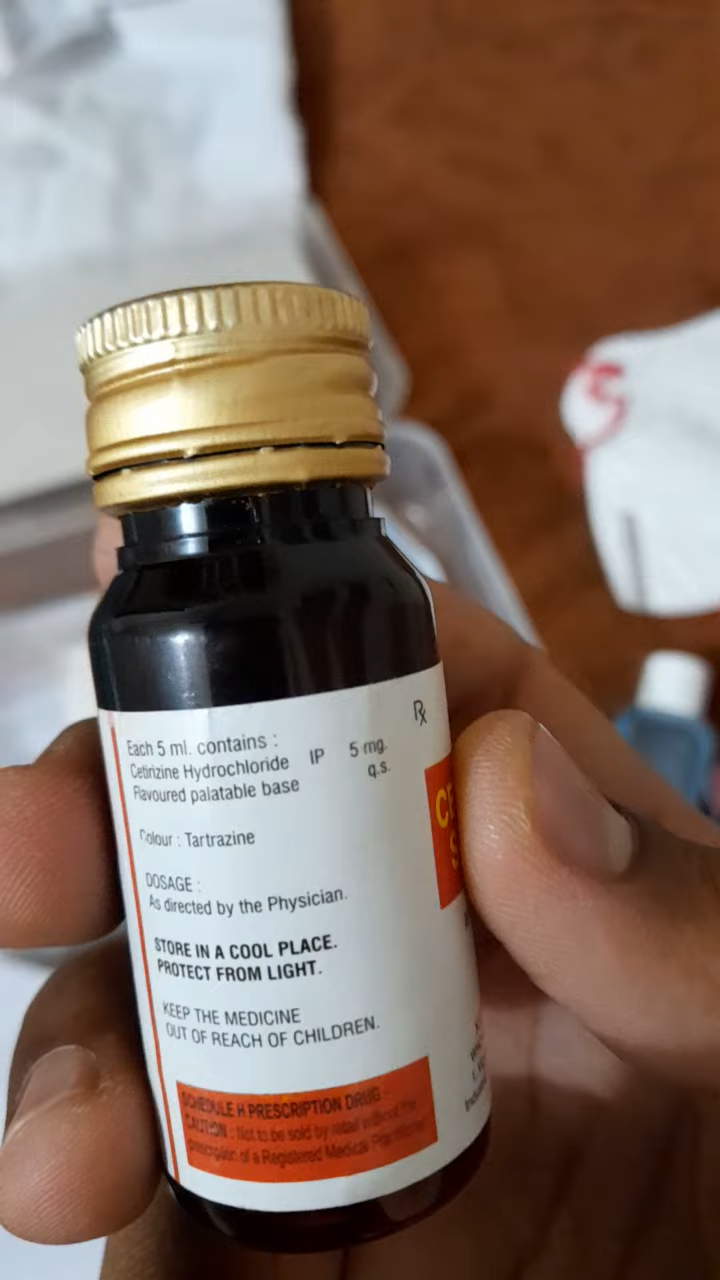 Rx
Each 5 ml. contains :
Cetirizine Hydrochloride IP 5 mg.
Flavoured palatable base q.s.
Colour : Tartrazine
DOSAGE :
As directed by the Physician.
STORE IN A COOL PLACE.
PROTECT FROM LIGHT.
KEEP THE MEDICINE
OUT OF REACH OF CHILDREN.
SCHEDULE H PRESCRIPTION DRUG
CAUTION : Not to be sold by retail without the
prescription of a Registered Medical Practitioner
CE
S